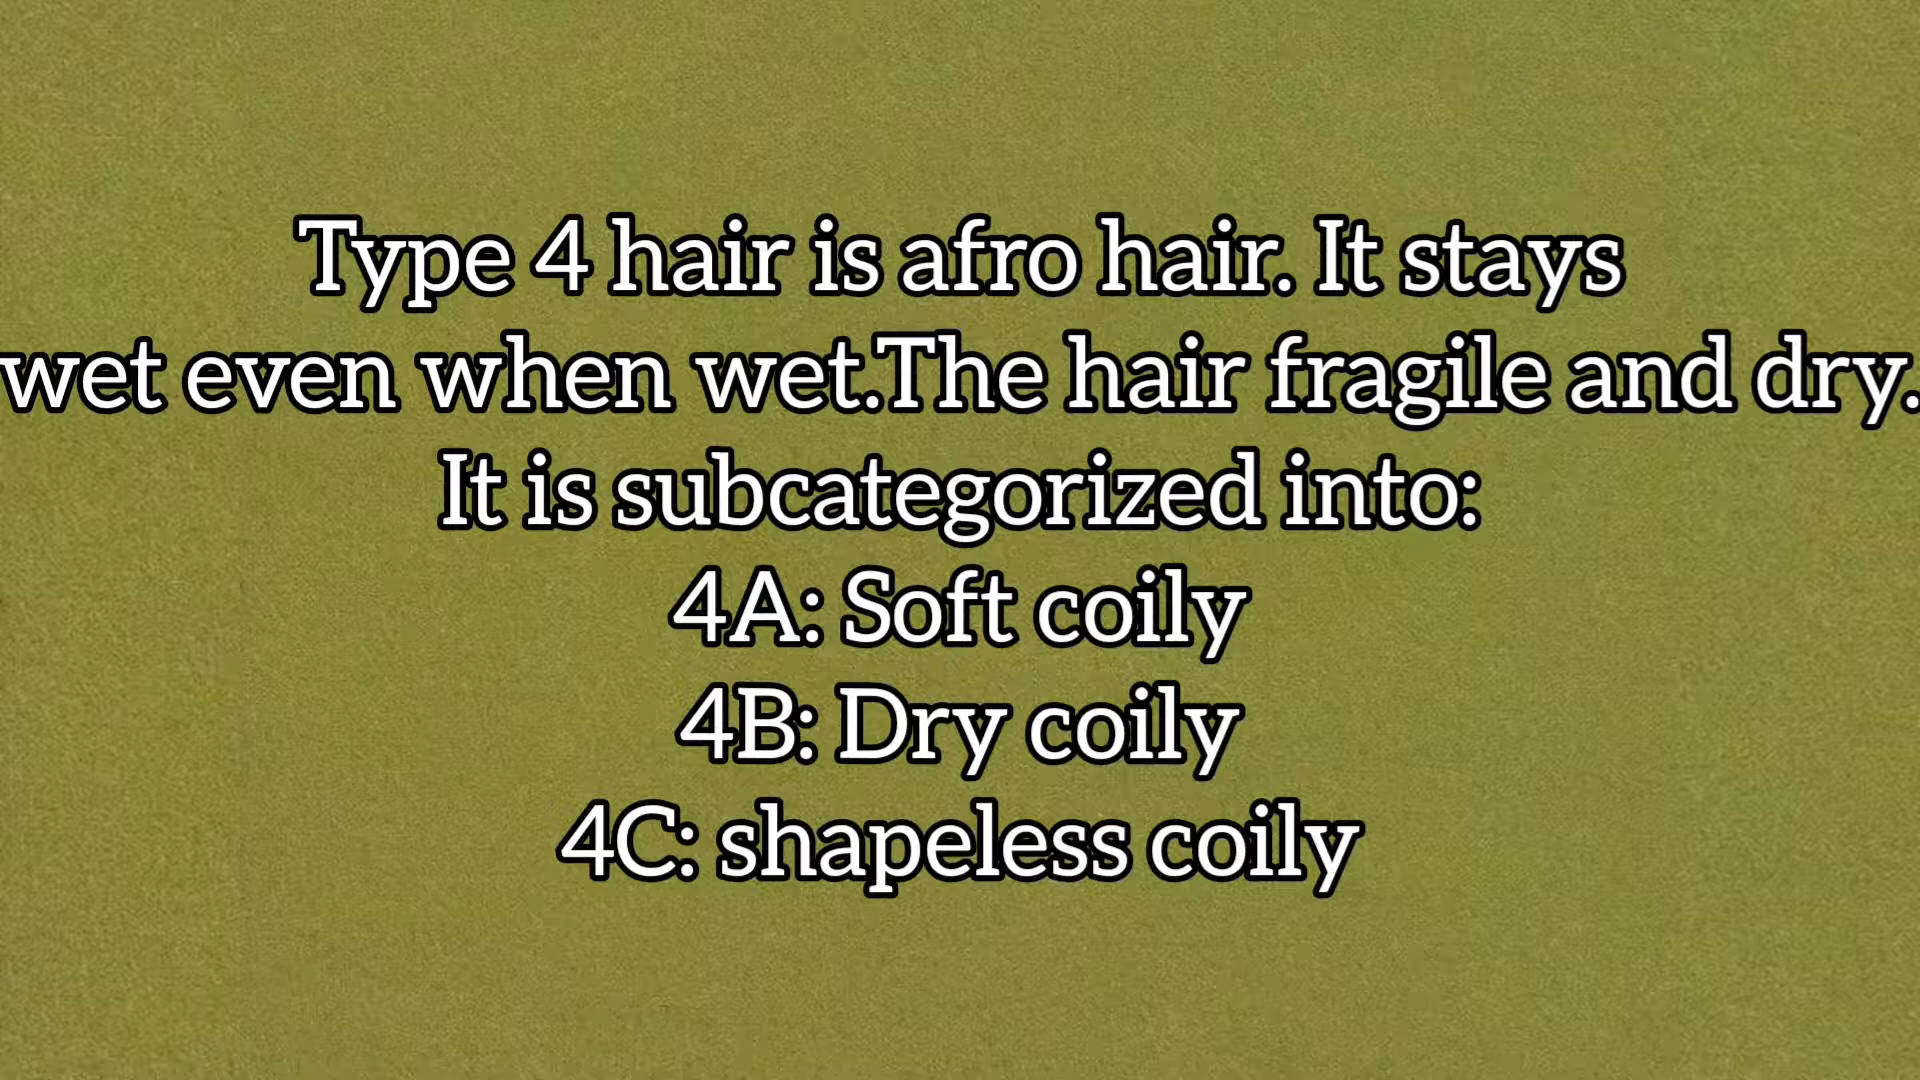 Type 4 hair is afro hair. It stays
wet even when wet.The hair fragile and dry.
It is subcategorized into:
4A: Soft coily
4B: Dry coily
4C: shapeless coily